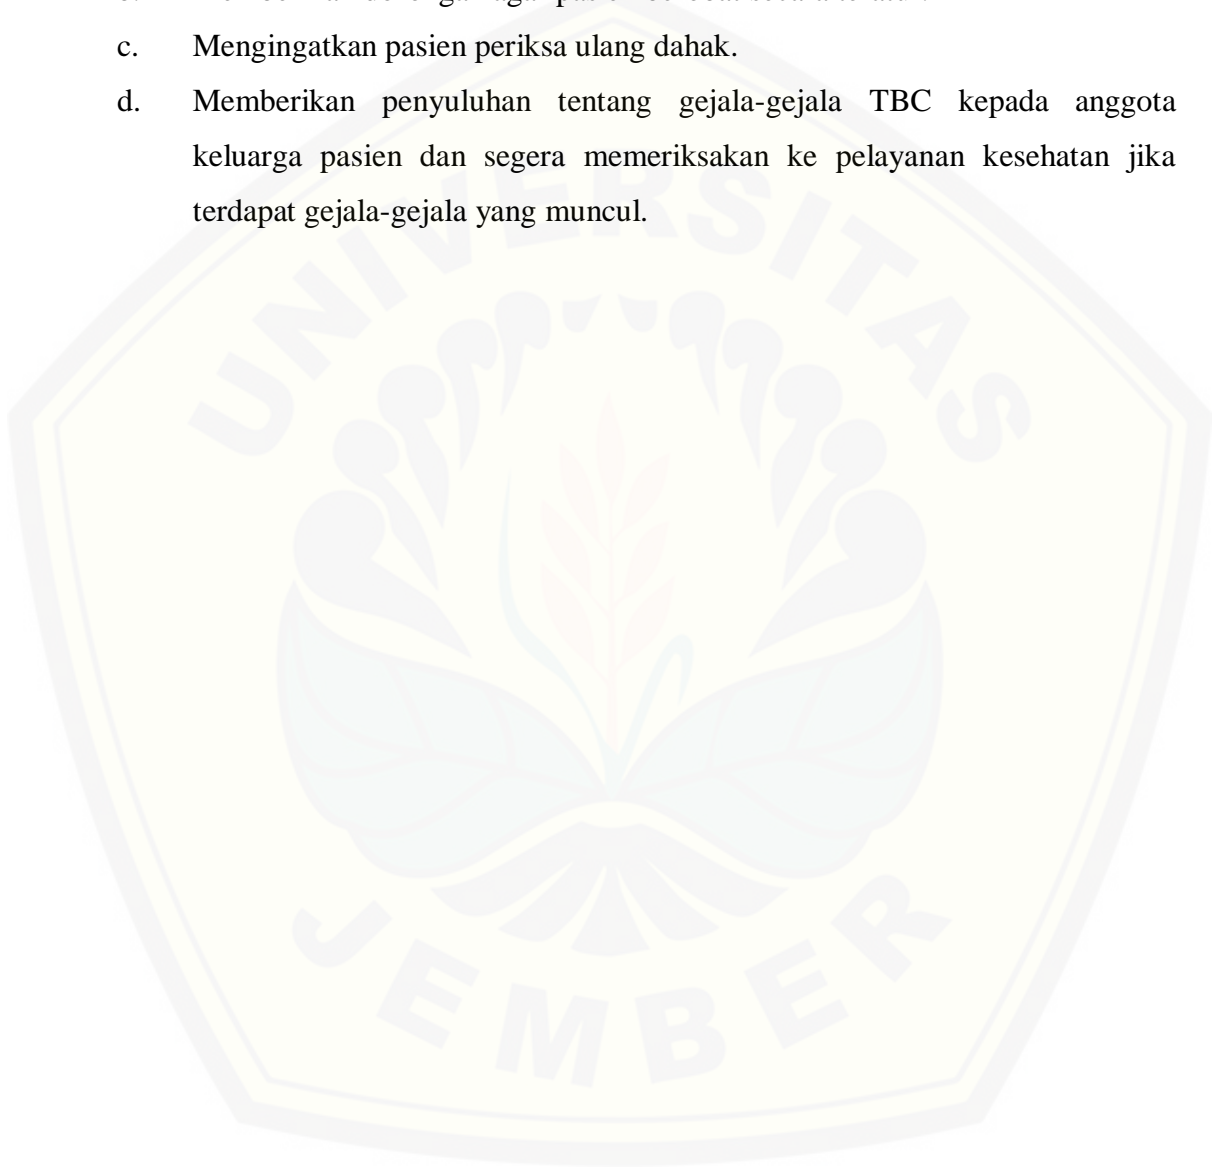 c. Mengingatkan pasien periksa ulang dahak.
d. Memberikan penyuluhan tentang gejala-gejala TBC kepada anggota
keluarga pasien dan segera memeriksakan ke pelayanan kesehatan jika
terdapat gejala-gejala yang muncul.
UNIVERSITAS
JEMBER